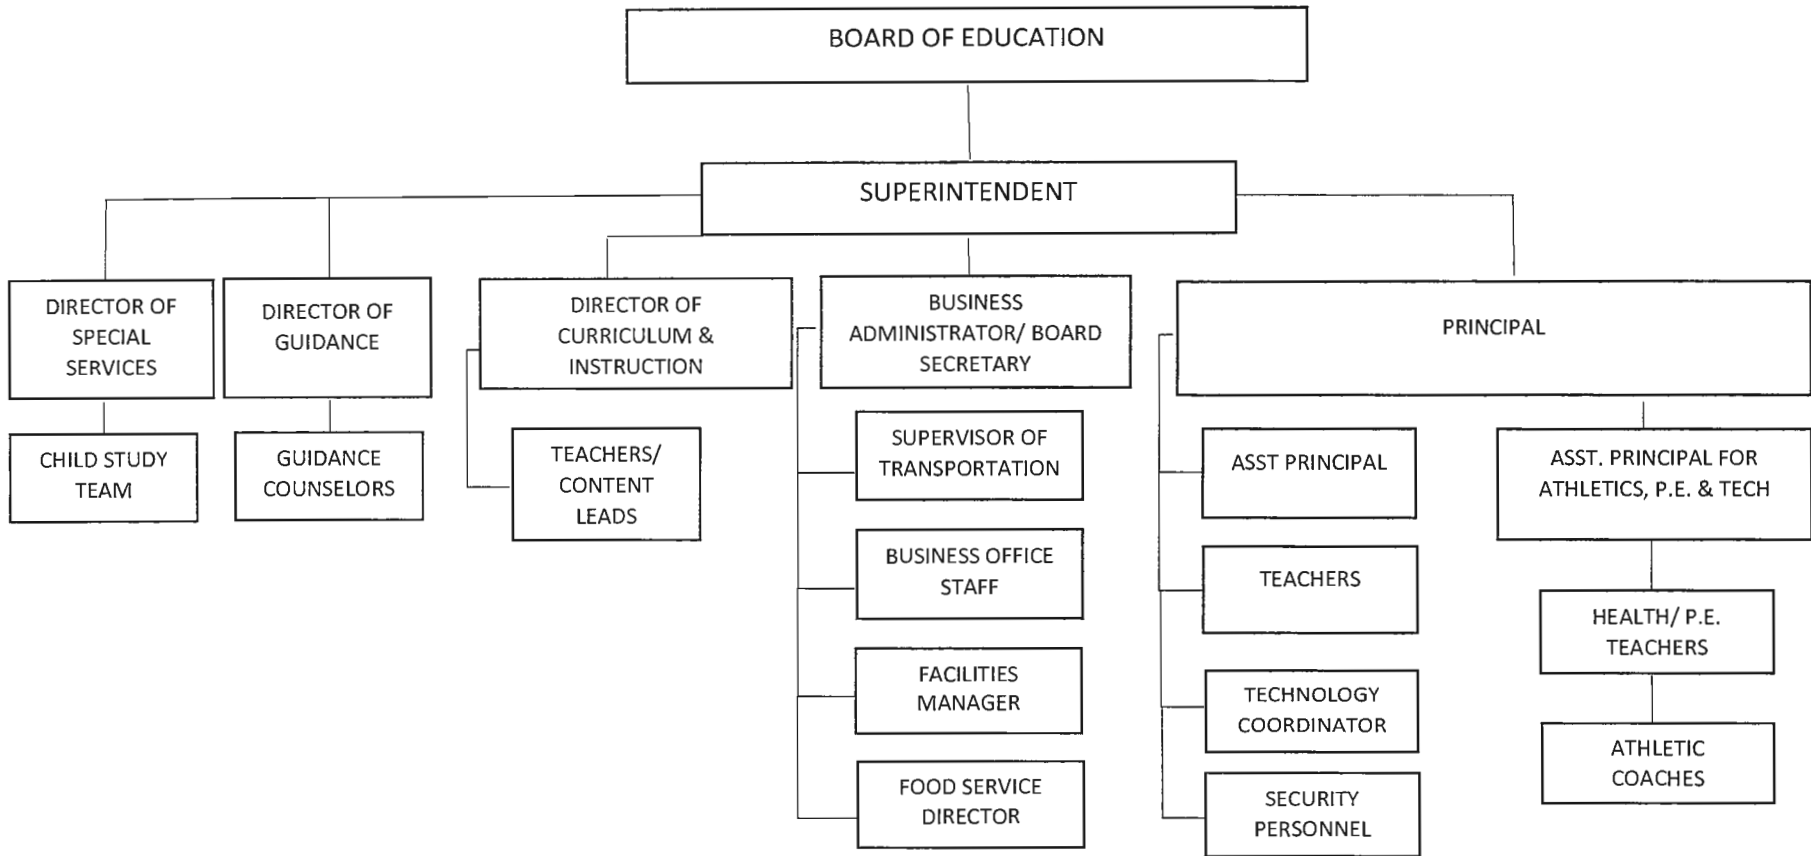 BOARD OF EDUCATION
SUPERINTENDENT
DIRECTOR OF
SPECIAL
SERVICES
DIRECTOR OF
GUIDANCE
DIRECTOR OF
CURRICULUM &
INSTRUCTION
BUSINESS
ADMINISTRATOR/ BOARD
SECRETARY
PRINCIPAL
CHILD STUDY
TEAM
GUIDANCE
COUNSELORS
TEACHERS/
CONTENT
LEADS
SUPERVISOR OF
TRANSPORTATION
BUSINESS OFFICE
STAFF
FACILITIES
MANAGER
FOOD SERVICE
DIRECTOR
ASST PRINCIPAL
TEACHERS
TECHNOLOGY
COORDINATOR
SECURITY
PERSONNEL
ASST. PRINCIPAL FOR
ATHLETICS, P.E. & TECH
HEALTH/ P.E.
TEACHERS
ATHLETIC
COACHES